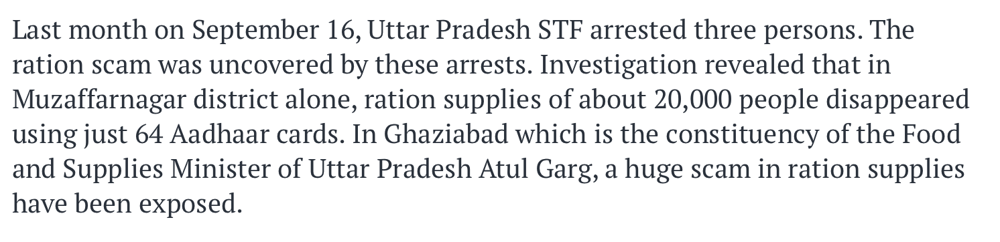 Last month on September 16, Uttar Pradesh STF arrested three persons. The
ration scam was uncovered by these arrests. Investigation revealed that in
Muzaffarnagar district alone, ration supplies of about 20,000 people disappeared
using just 64 Aadhaar cards. In Ghaziabad which is the constituency of the Food
and Supplies Minister of Uttar Pradesh Atul Garg, a huge scam in ration supplies
have been exposed.